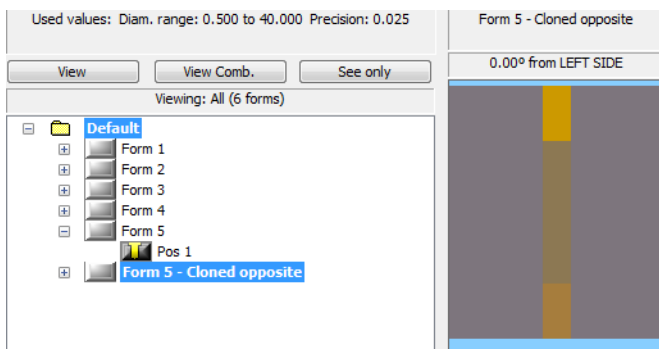 Used values: Diam. range: 0.500 to 40.000 Precision: 0.025
Form 5 - Cloned opposite
View
View Comb.
See only
0.00º from LEFT SIDE
Viewing: All (6 forms)
Default
Form 1
Form 2
Form 3
Form 4
Form 5
Pos 1
Form 5 - Cloned opposite